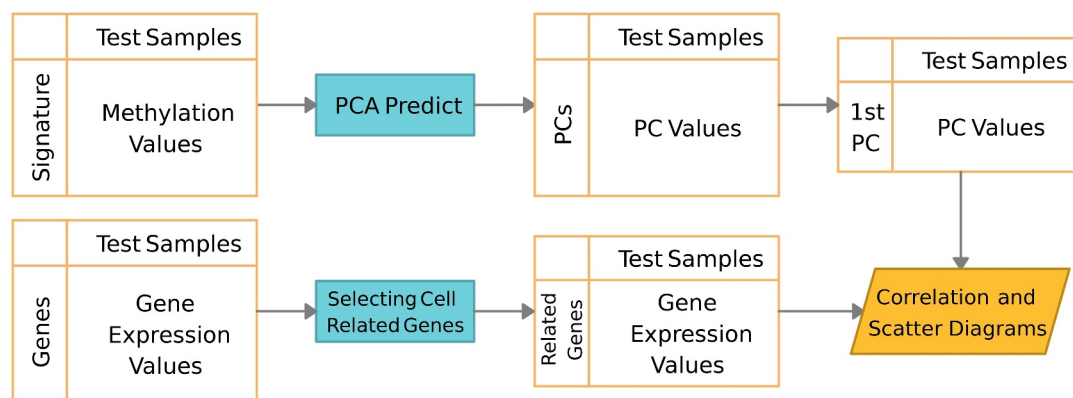 Test Samples
Signature
Methylation
Values
PCA Predict
Test Samples
PCs
PC Values
Test Samples
1st
PC
PC Values
Test Samples
Genes
Gene
Expression
Values
Selecting Cell
Related Genes
Test Samples
Related
Genes
Gene
Expression
Values
Correlation and
Scatter Diagrams